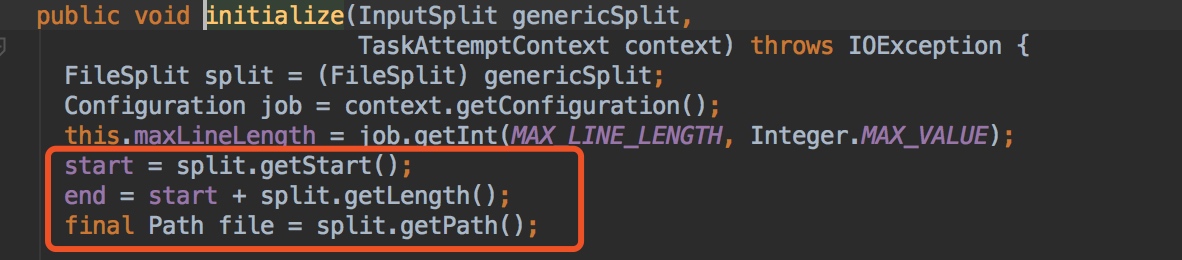 public void initialize(InputSplit genericSplit,
TaskAttemptContext context) throws IOException {
FileSplit split = (FileSplit) genericSplit;
Configuration job = context.getConfiguration();
this.maxLineLength = job.getInt(MAX_LINE_LENGTH, Integer.MAX_VALUE);
start = split.getStart();
end = start + split.getLength();
final Path file = split.getPath();